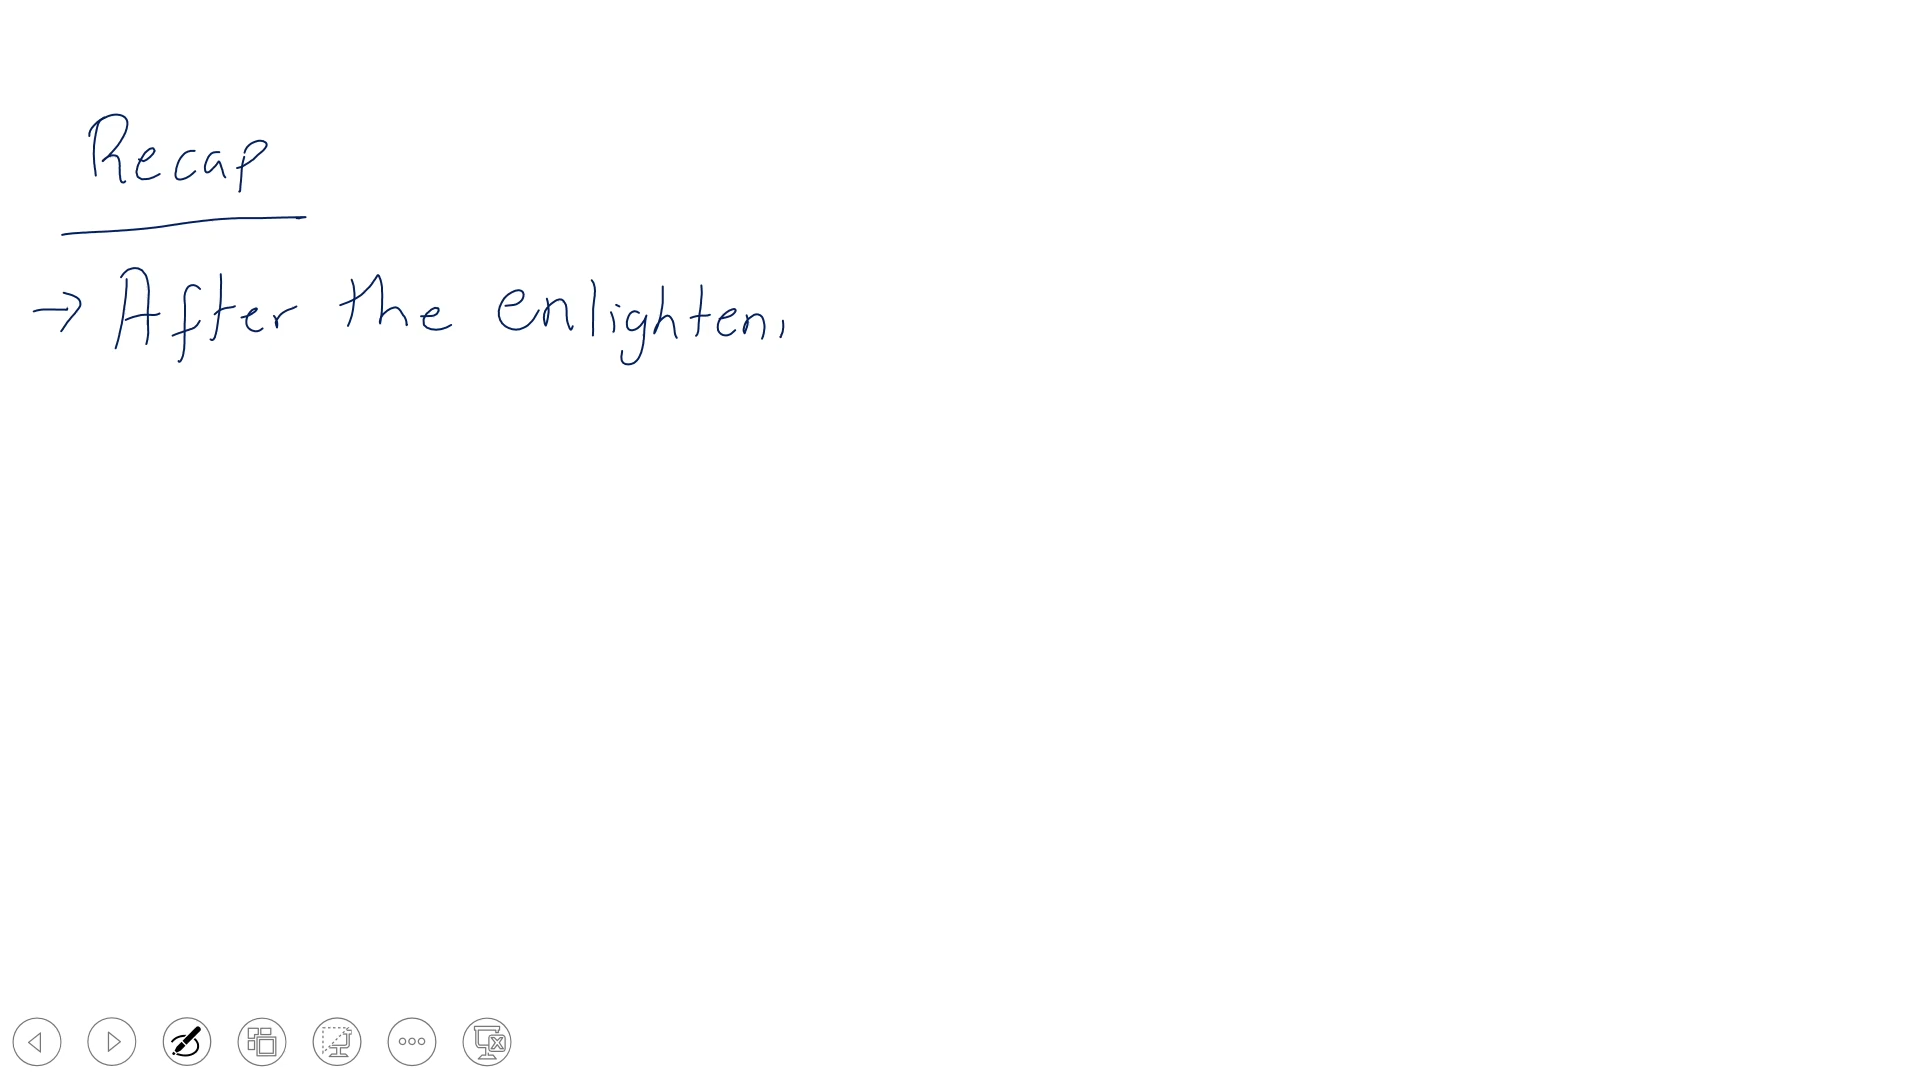 Recap
→ After the enlighten